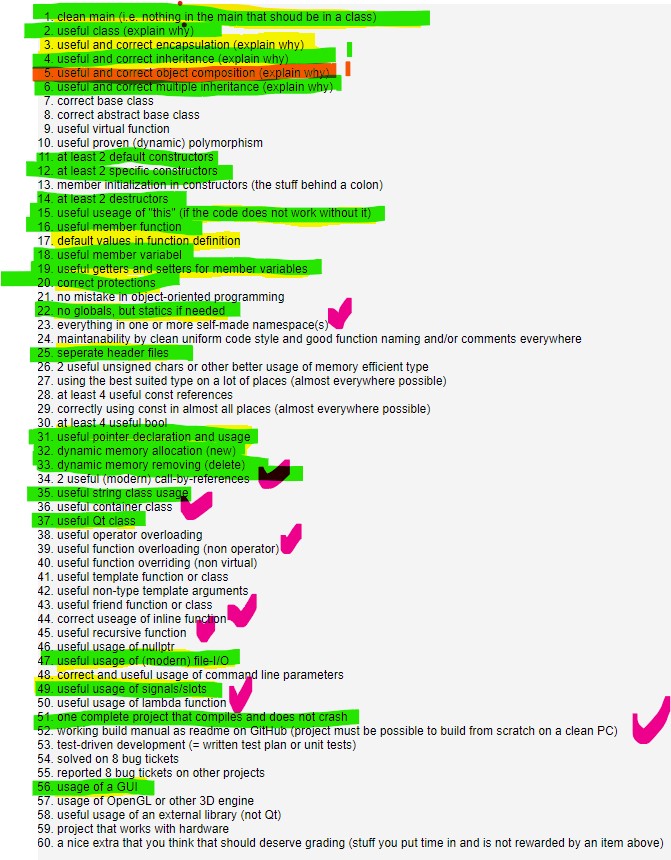 1. clean main (i.e. nothing in the main that shoud be in a class)
2. useful class (explain why)
3. useful and correct encapsulation (explain why)
4. useful and correct inheritance (explain why)
5. useful and correct object composition (explain why)
6. useful and correct multiple inheritance (explain why)
7. correct base class
8. correct abstract base class
9. useful virtual function
10. useful proven (dynamic) polymorphism
11. at least 2 default constructors
12. at least 2 specific constructors
13. member initialization in constructors (the stuff behind a colon)
14. at least 2 destructors
15. useful useage of "this" (if the code does not work without it)
16. useful member function
17. default values in function definition
18. useful member variabel
19. useful getters and setters for member variables
20. correct protections
21. no mistake in object-oriented programming
22. no globals, but statics if needed
23. everything in one or more self-made namespace(s)
24. maintanability by clean uniform code style and good function naming and/or comments everywhere
25. seperate header files
26. 2 useful unsigned chars or other better usage of memory efficient type
27. using the best suited type on a lot of places (almost everywhere possible)
28. at least 4 useful const references
29. correctly using const in almost all places (almost everywhere possible)
30. at least 4 useful bool
31. useful pointer declaration and usage
32. dynamic memory allocation (new)
33. dynamic memory removing (delete)
34. 2 useful (modern) call-by-references
35. useful string class usage
36. useful container class
37. useful Qt class
38. useful operator overloading
39. useful function overloading (non operator)
40. useful function overriding (non virtual)
41. useful template function or class
42. useful non-type template arguments
43. useful friend function or class
44. correct useage of inline function
45. useful recursive function
46. useful usage of nullptr
47. useful usage of (modern) file-I/O
48. correct and useful usage of command line parameters
49. useful usage of signals/slots
50. useful usage of lambda function
51. one complete project that compiles and does not crash
52. working build manual as readme on GitHub (project must be possible to build from scratch on a clean PC)
53. test-driven development (= written test plan or unit tests)
54. solved on 8 bug tickets
55. reported 8 bug tickets on other projects
56. usage of a GUI
57. usage of OpenGL or other 3D engine
58. useful usage of an external library (not Qt)
59. project that works with hardware
60. a nice extra that you think that should deserve grading (stuff you put time in and is not rewarded by an item above)